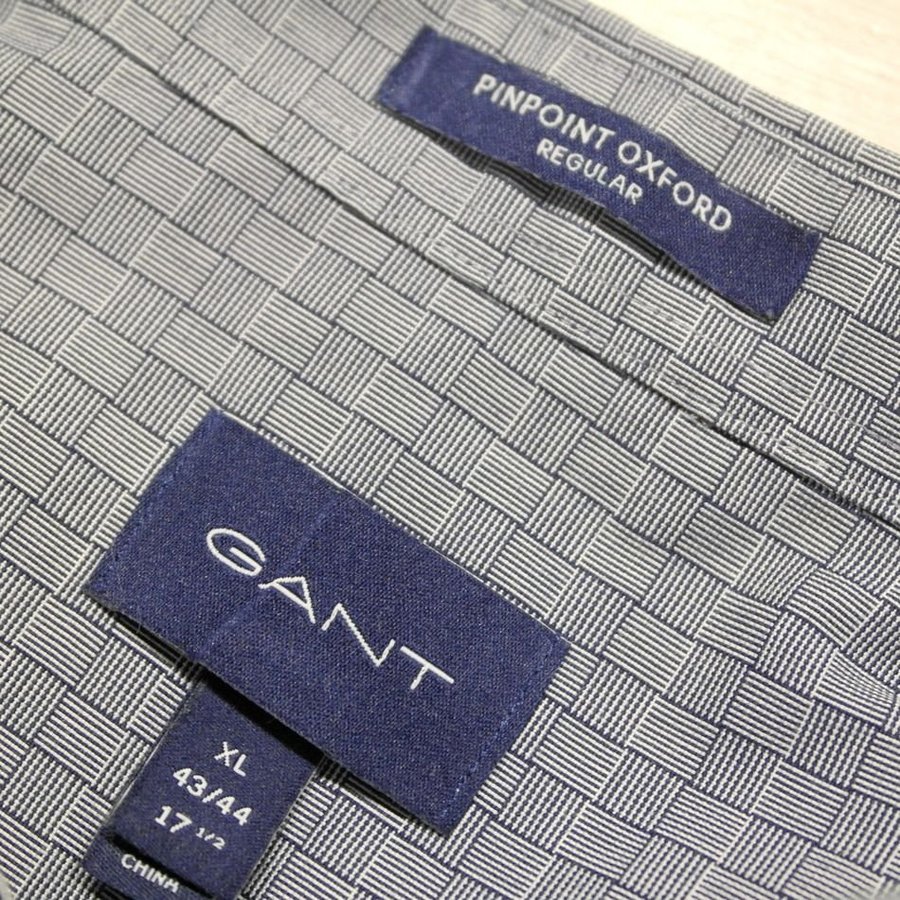 PINPOINT OXFORD
REGULAR
GANT
XL
43/44
17 1/2
CHINA